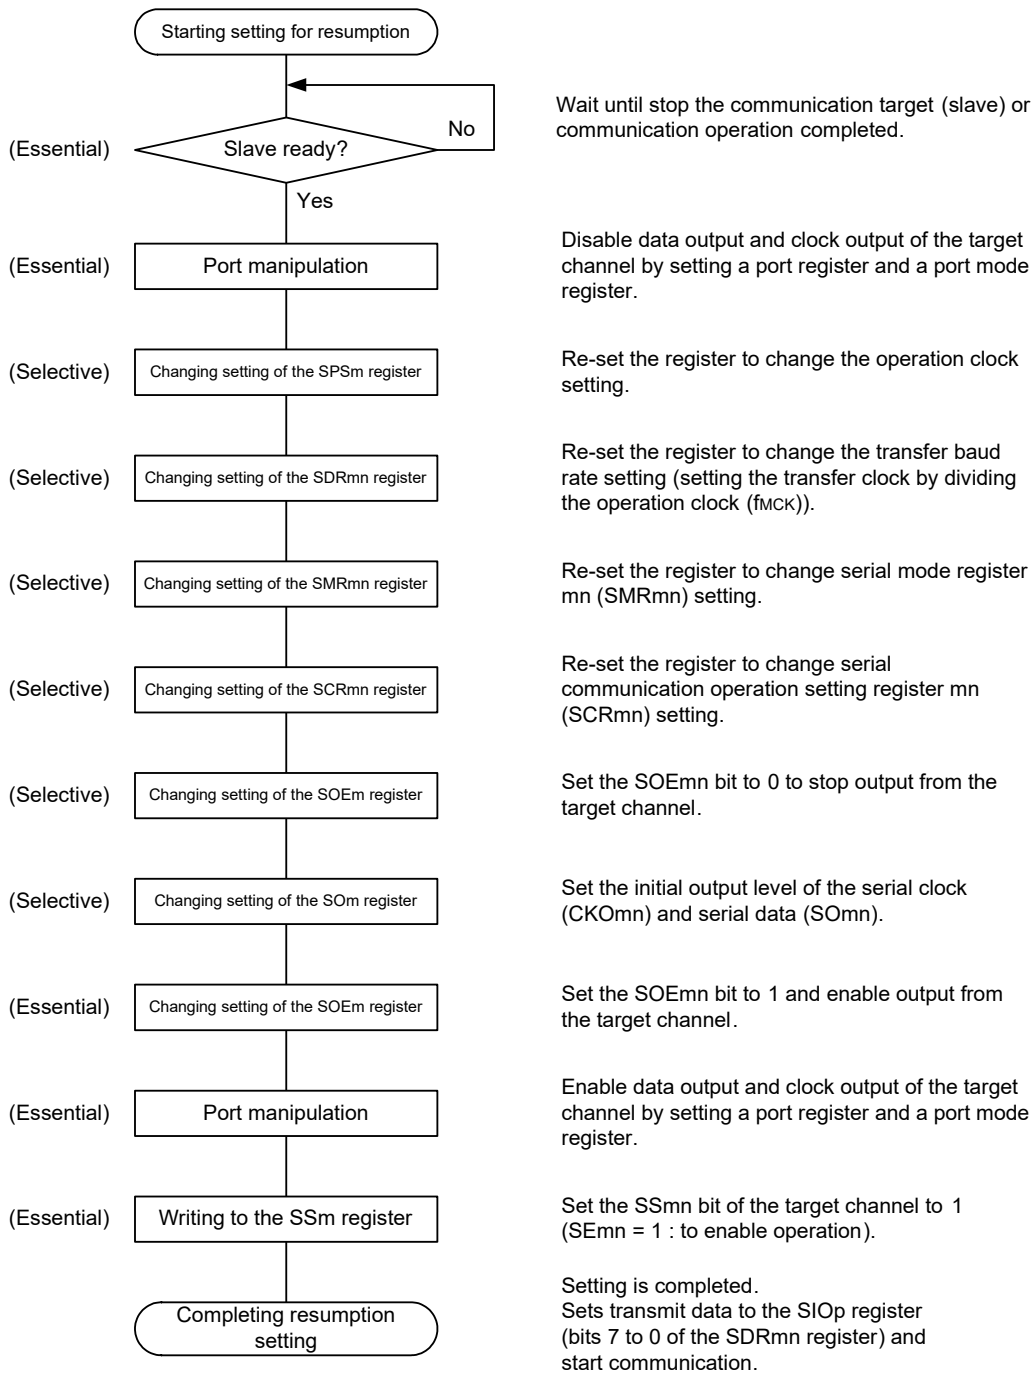 Starting setting for resumption
Wait until stop the communication target (slave) or
communication operation completed.
No
(Essential)
Slave ready?
Yes
(Essential)
Port manipulation
Disable data output and clock output of the target
channel by setting a port register and a port mode
register.
(Selective)
Changing setting of the SPSm register
Re-set the register to change the operation clock
setting.
(Selective)
Changing setting of the SDRmn register
Re-set the register to change the transfer baud
rate setting (setting the transfer clock by dividing
the operation clock (fMCK)).
(Selective)
Changing setting of the SMRmn register
Re-set the register to change serial mode register
mn (SMRmn) setting.
(Selective)
Changing setting of the SCRmn register
Re-set the register to change serial
communication operation setting register mn
(SCRmn) setting.
(Selective)
Changing setting of the SOEm register
Set the SOEmn bit to 0 to stop output from the
target channel.
(Selective)
Changing setting of the SOm register
Set the initial output level of the serial clock
(CKOmn) and serial data (SOmn).
(Essential)
Changing setting of the SOEm register
Set the SOEmn bit to 1 and enable output from
the target channel.
(Essential)
Port manipulation
Enable data output and clock output of the target
channel by setting a port register and a port mode
register.
(Essential)
Writing to the SSm register
Set the SSmn bit of the target channel to 1
(SEmn = 1 : to enable operation).
Completing resumption
setting
Setting is completed.
Sets transmit data to the SIOp register
(bits 7 to 0 of the SDRmn register) and
start communication.